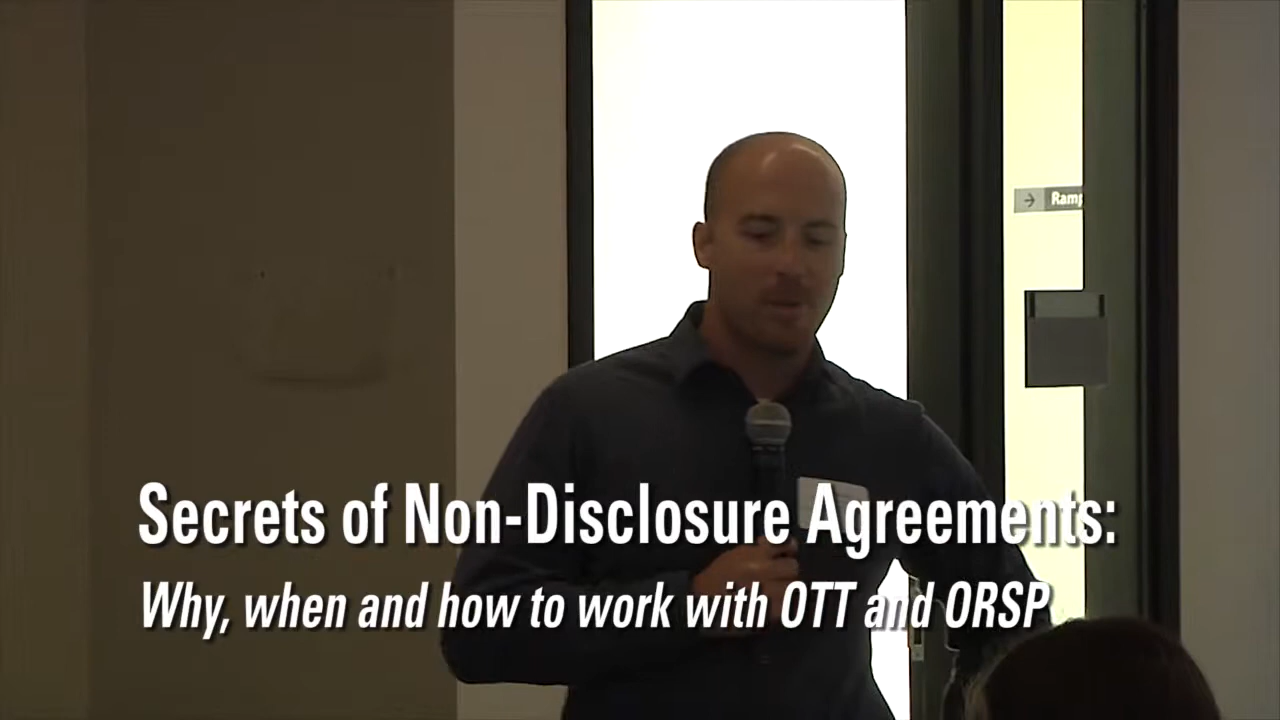 Ramp
Secrets of Non-Disclosure Agreements:
Why, when and how to work with OTT and ORSP